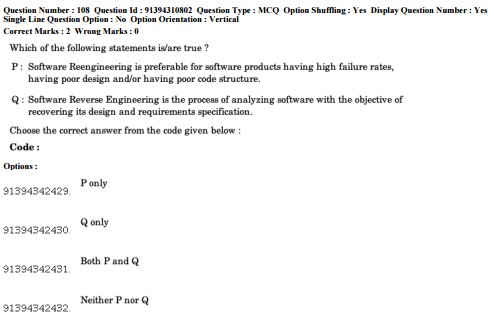 Question Number : 108 Question Id : 91394310802 Question Type : MCQ Option Shuffling : Yes Display Question Number : Yes
Single Line Question Option : No Option Orientation : Vertical
Correct Marks : 2 Wrong Marks : 0
Which of the following statements is/are true ?
P : Software Reengineering is preferable for software products having high failure rates,
having poor design and/or having poor code structure.
Q : Software Reverse Engineering is the process of analyzing software with the objective of
recovering its design and requirements specification.
Choose the correct answer from the code given below :
Code :
Options :
91394342429. P only
91394342430. Q only
91394342431. Both P and Q
91394342432. Neither P nor Q